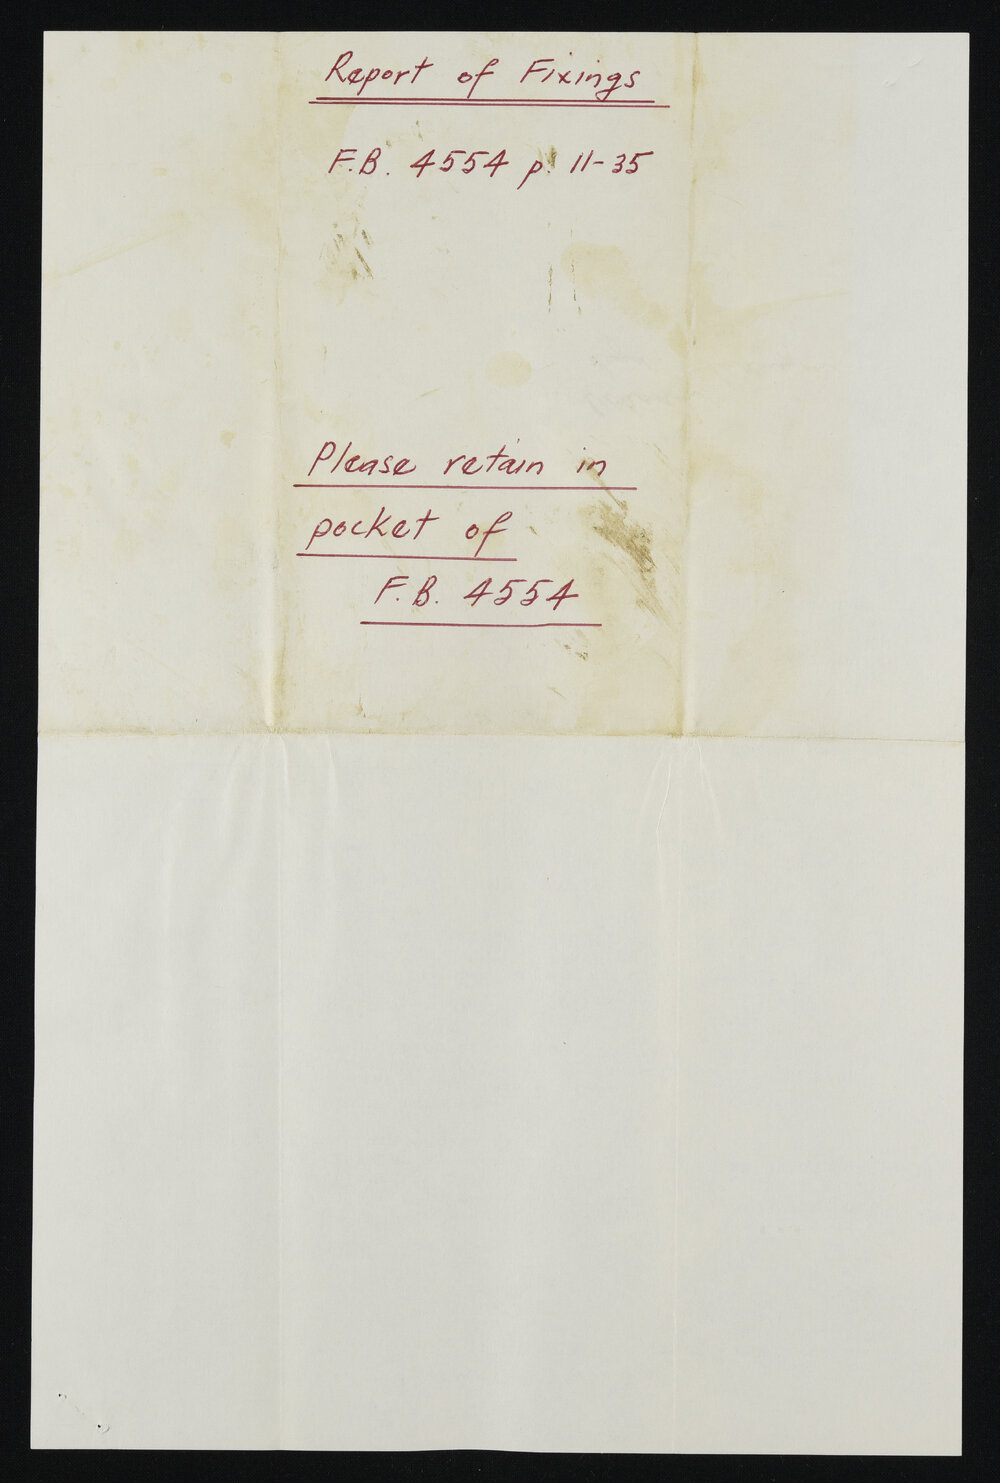 Report of Fixings
F.B. 4554 p. 11-35
Please retain in
pocket of
F.B. 4554